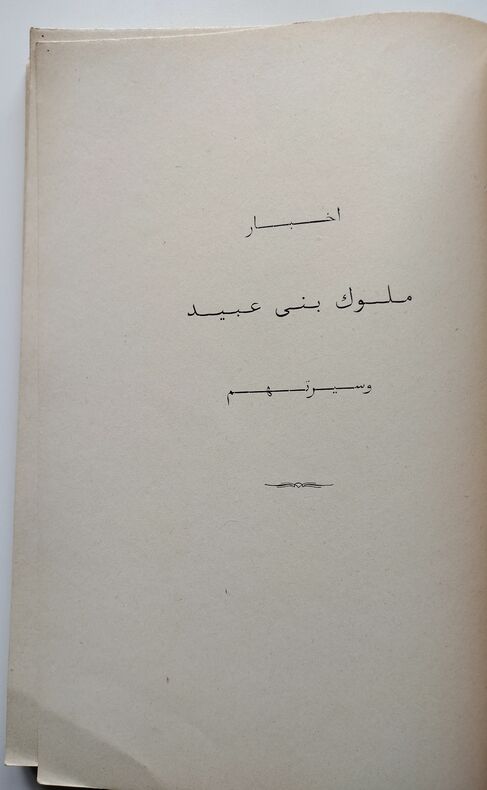 اخبار
ملوك بنى عبيد
وسيرتهم